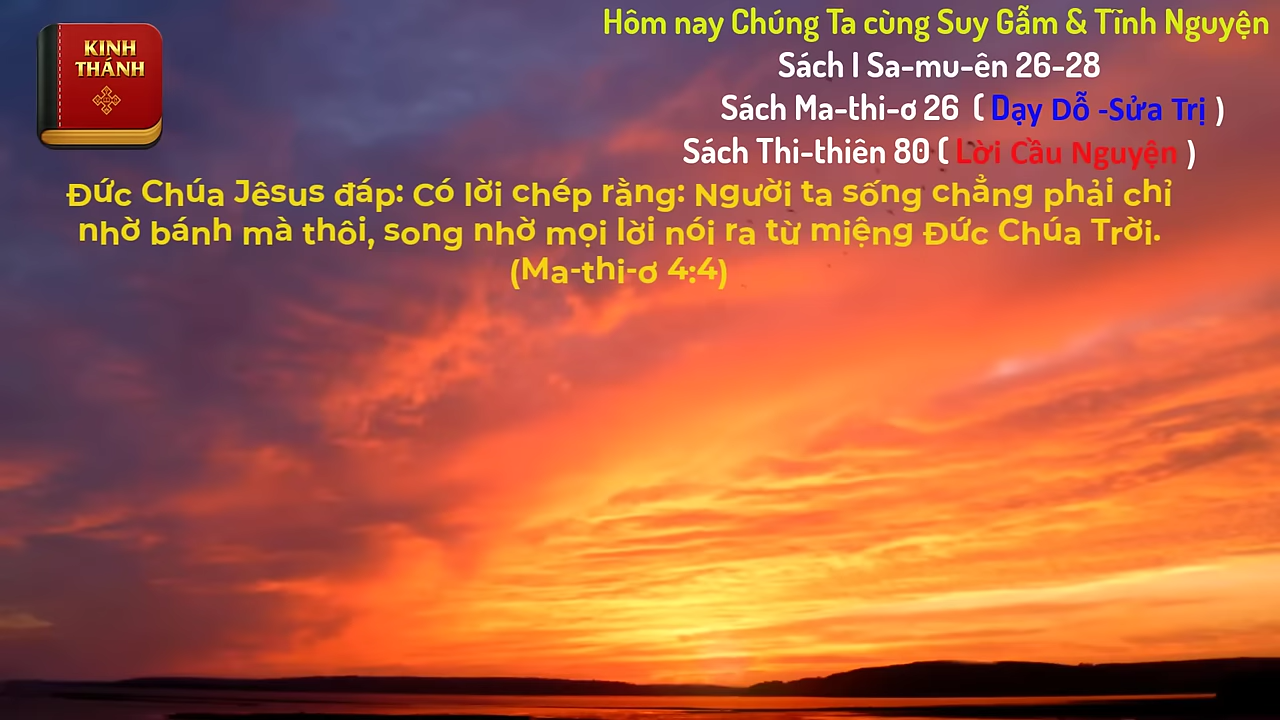 KINH
THÁNH
Hôm nay Chúng Ta cùng Suy Gẫm & Tĩnh Nguyện
Sách I Sa-mu-ên 26-28
Sách Ma-thi-ơ 26 ( Dạy Dỗ -Sửa Trị )
Sách Thi-thiên 80 ( Lời Cầu Nguyện )
Đức Chúa Jêsus đáp: Có lời chép rằng: Người ta sống chẳng phải chỉ
nhờ bánh mà thôi, song nhờ mọi lời nói ra từ miệng Đức Chúa Trời.
(Ma-thi-ơ 4:4)